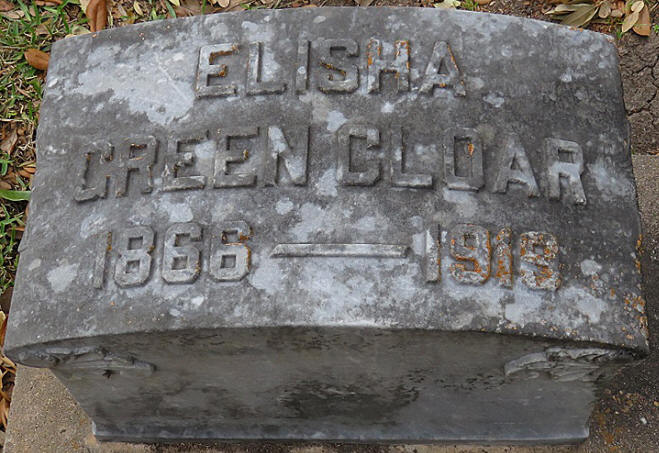 ELISHA
GREEN CLOAR
1866 — 1919